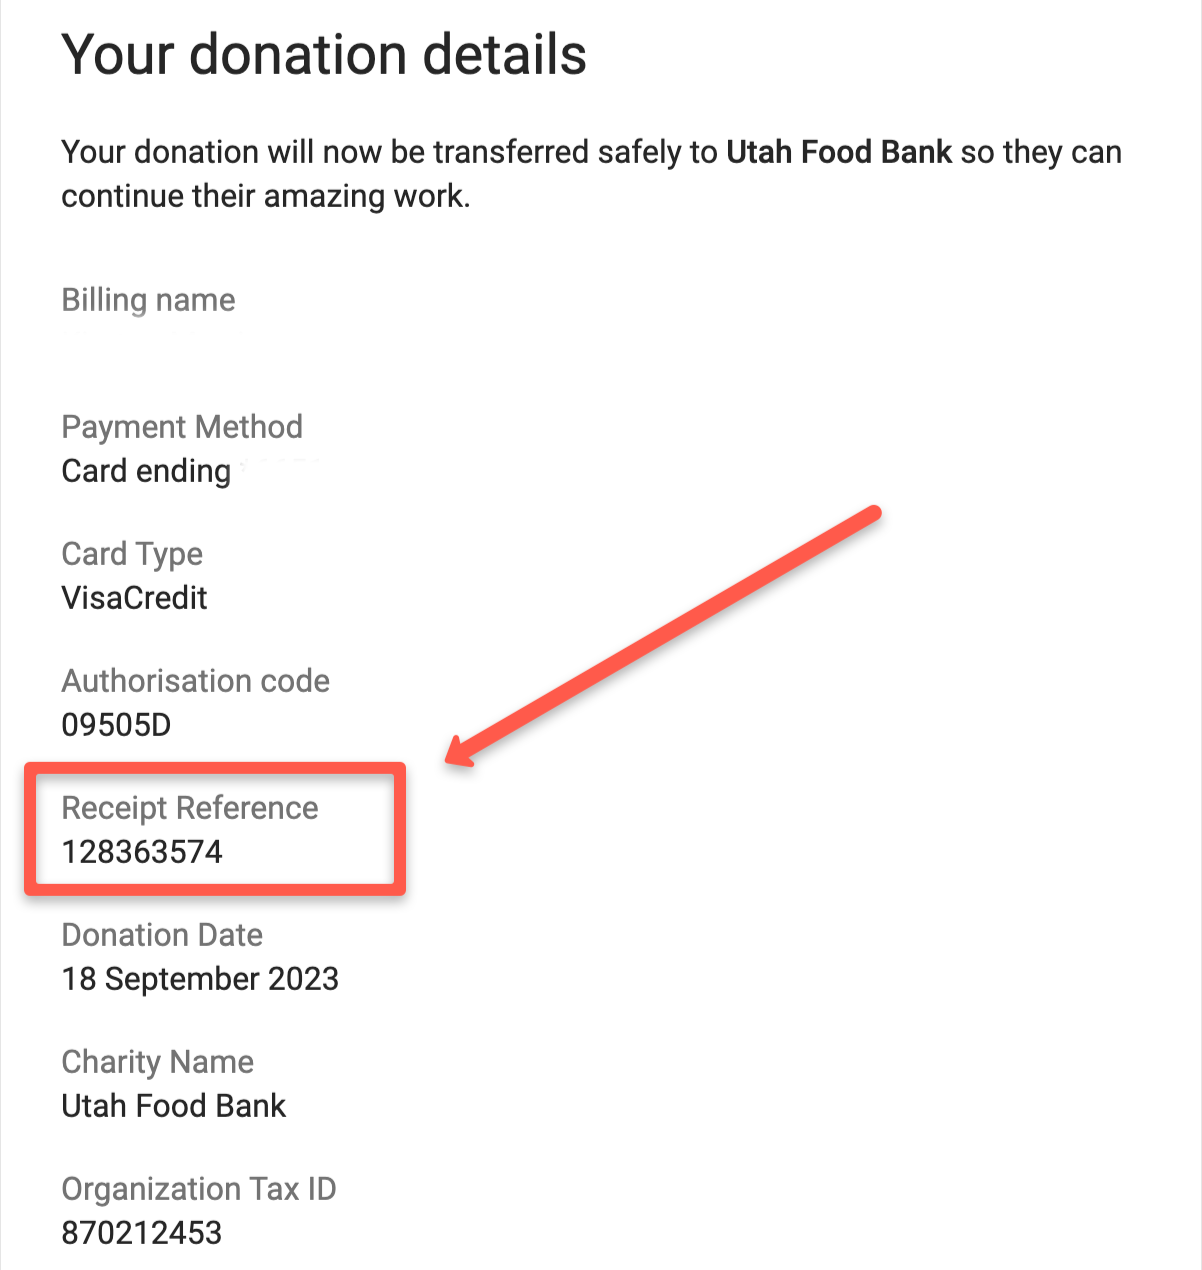 Your donation details
Your donation will now be transferred safely to Utah Food Bank so they can
continue their amazing work.
Billing name
Payment Method
Card ending
Card Type
VisaCredit
Authorisation code
09505D
Receipt Reference
128363574
Donation Date
18 September 2023
Charity Name
Utah Food Bank
Organization Tax ID
870212453